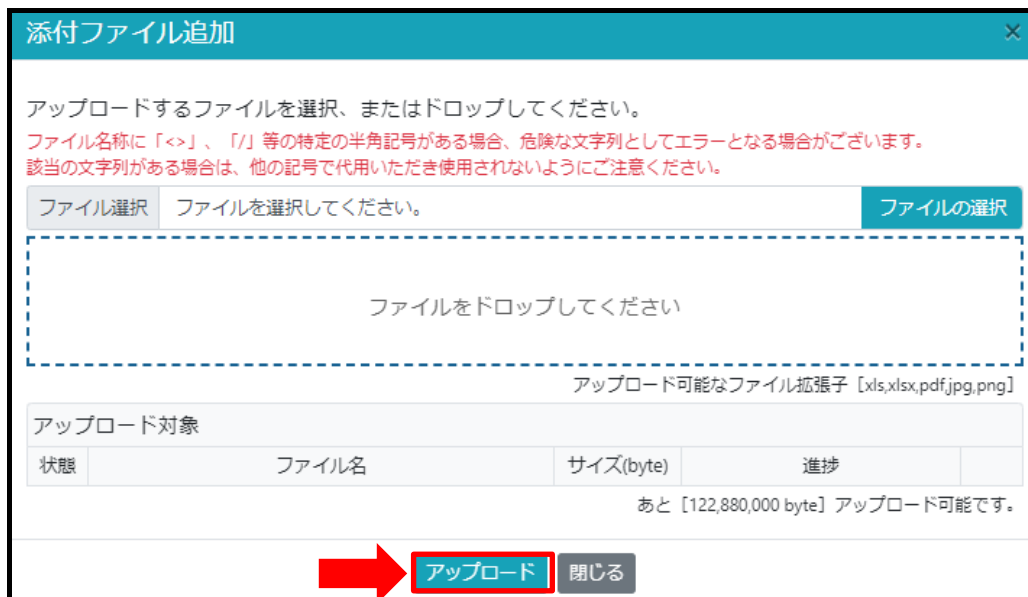 添付ファイル追加 ×
アップロードするファイルを選択、またはドロップしてください。
ファイル名称に「<>」、「/」等の特定の半角記号がある場合、危険な文字列としてエラーとなる場合がございます。
該当の文字列がある場合は、他の記号で代用いただき使用されないようにご注意ください。
ファイル選択 ファイルを選択してください。 ファイルの選択
ファイルをドロップしてください
アップロード可能なファイル拡張子［xls,xlsx,pdf,jpg,png］
アップロード対象
状態 ファイル名 サイズ(byte) 進捗
あと［122,880,000 byte］アップロード可能です。
アップロード 閉じる